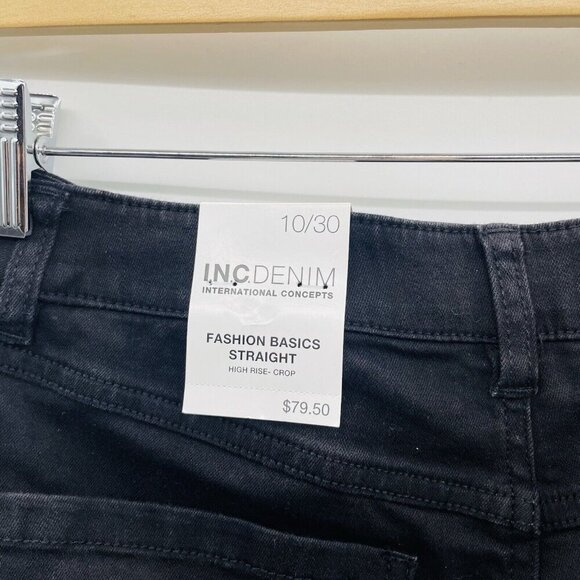 10/30
I.N.C.DENIM
INTERNATIONAL CONCEPTS
FASHION BASICS
STRAIGHT
HIGH RISE- CROP
$79.50